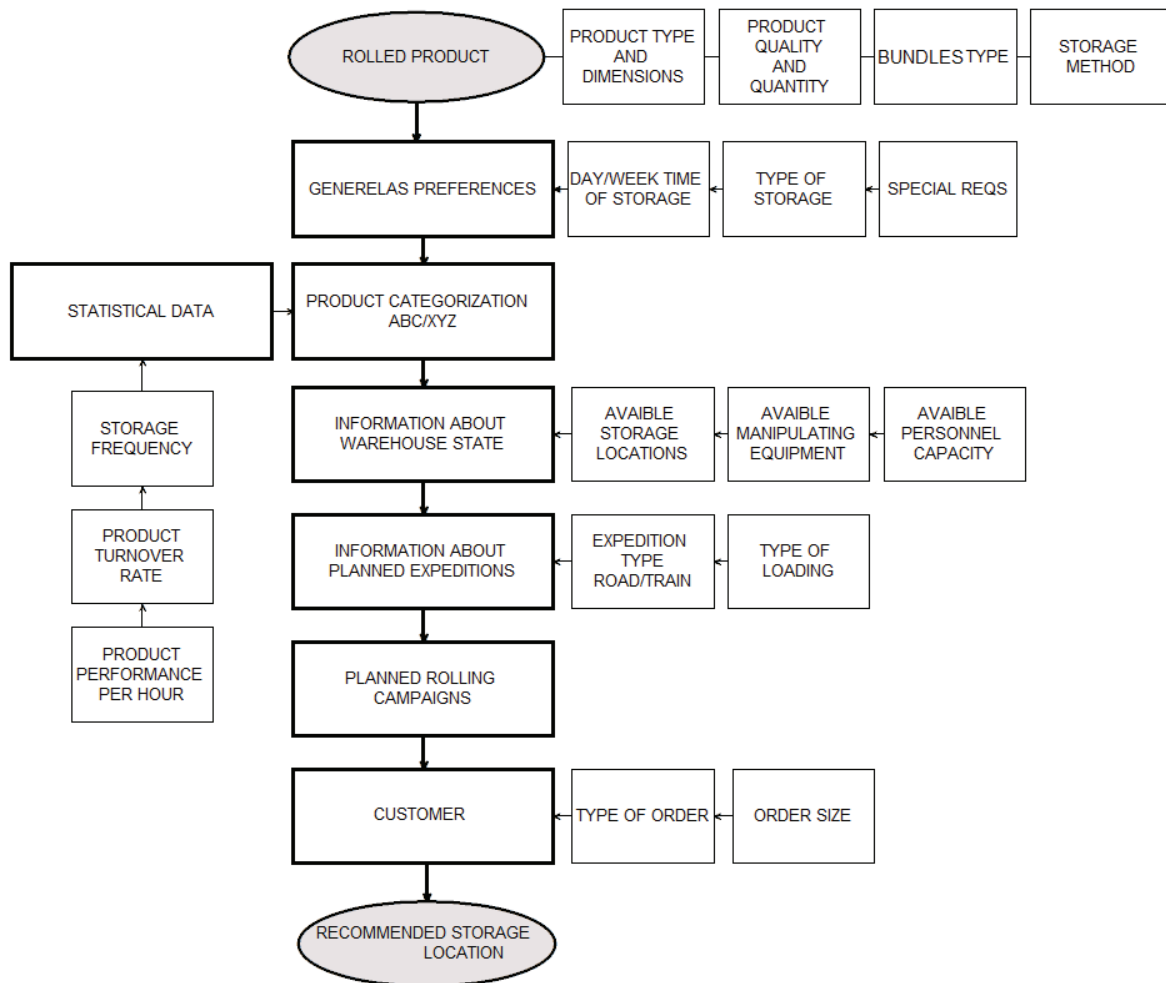 ROLLED PRODUCT
PRODUCT TYPE
AND
DIMENSIONS
PRODUCT
QUALITY
AND
QUANTITY
BUNDLES TYPE
STORAGE
METHOD
GENERELAS PREFERENCES
DAY/WEEK TIME
OF STORAGE
TYPE OF
STORAGE
SPECIAL REQS
STATISTICAL DATA
PRODUCT CATEGORIZATION
ABC/XYZ
STORAGE
FREQUENCY
INFORMATION ABOUT
WAREHOUSE STATE
AVAIBLE
STORAGE
LOCATIONS
AVAIBLE
MANIPULATING
EQUIPMENT
AVAIBLE
PERSONNEL
CAPACITY
PRODUCT
TURNOVER
RATE
INFORMATION ABOUT
PLANNED EXPEDITIONS
EXPEDITION
TYPE
ROAD/TRAIN
TYPE OF
LOADING
PRODUCT
PERFORMANCE
PER HOUR
PLANNED ROLLING
CAMPAIGNS
CUSTOMER
TYPE OF ORDER
ORDER SIZE
RECOMMENDED STORAGE
LOCATION